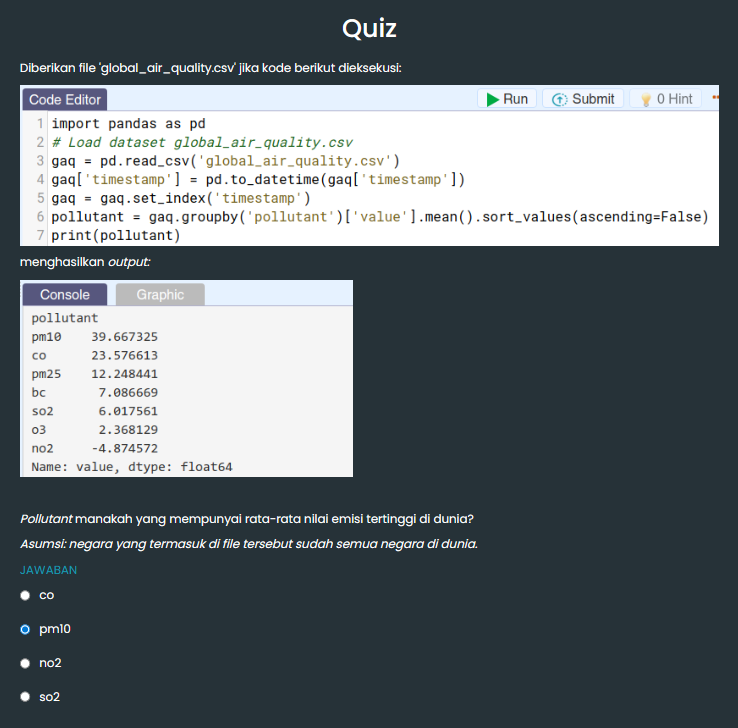 Quiz
Diberikan file 'global_air_quality.csv' jika kode berikut dieksekusi:
Code Editor Run Submit 0 Hint
1 import pandas as pd
2 # Load dataset global_air_quality.csv
3 gaq = pd.read_csv('global_air_quality.csv')
4 gaq['timestamp'] = pd.to_datetime(gaq['timestamp'])
5 gaq = gaq.set_index('timestamp')
6 pollutant = gaq.groupby('pollutant')['value'].mean().sort_values(ascending=False)
7 print(pollutant)
menghasilkan output:
Console Graphic
pollutant
pm10 39.667325
co 23.576613
pm25 12.248441
bc 7.086669
so2 6.017561
o3 2.368129
no2 -4.874572
Name: value, dtype: float64
Pollutant manakah yang mempunyai rata-rata nilai emisi tertinggi di dunia?
Asumsi: negara yang termasuk di file tersebut sudah semua negara di dunia.
JAWABAN
co
pm10
no2
so2